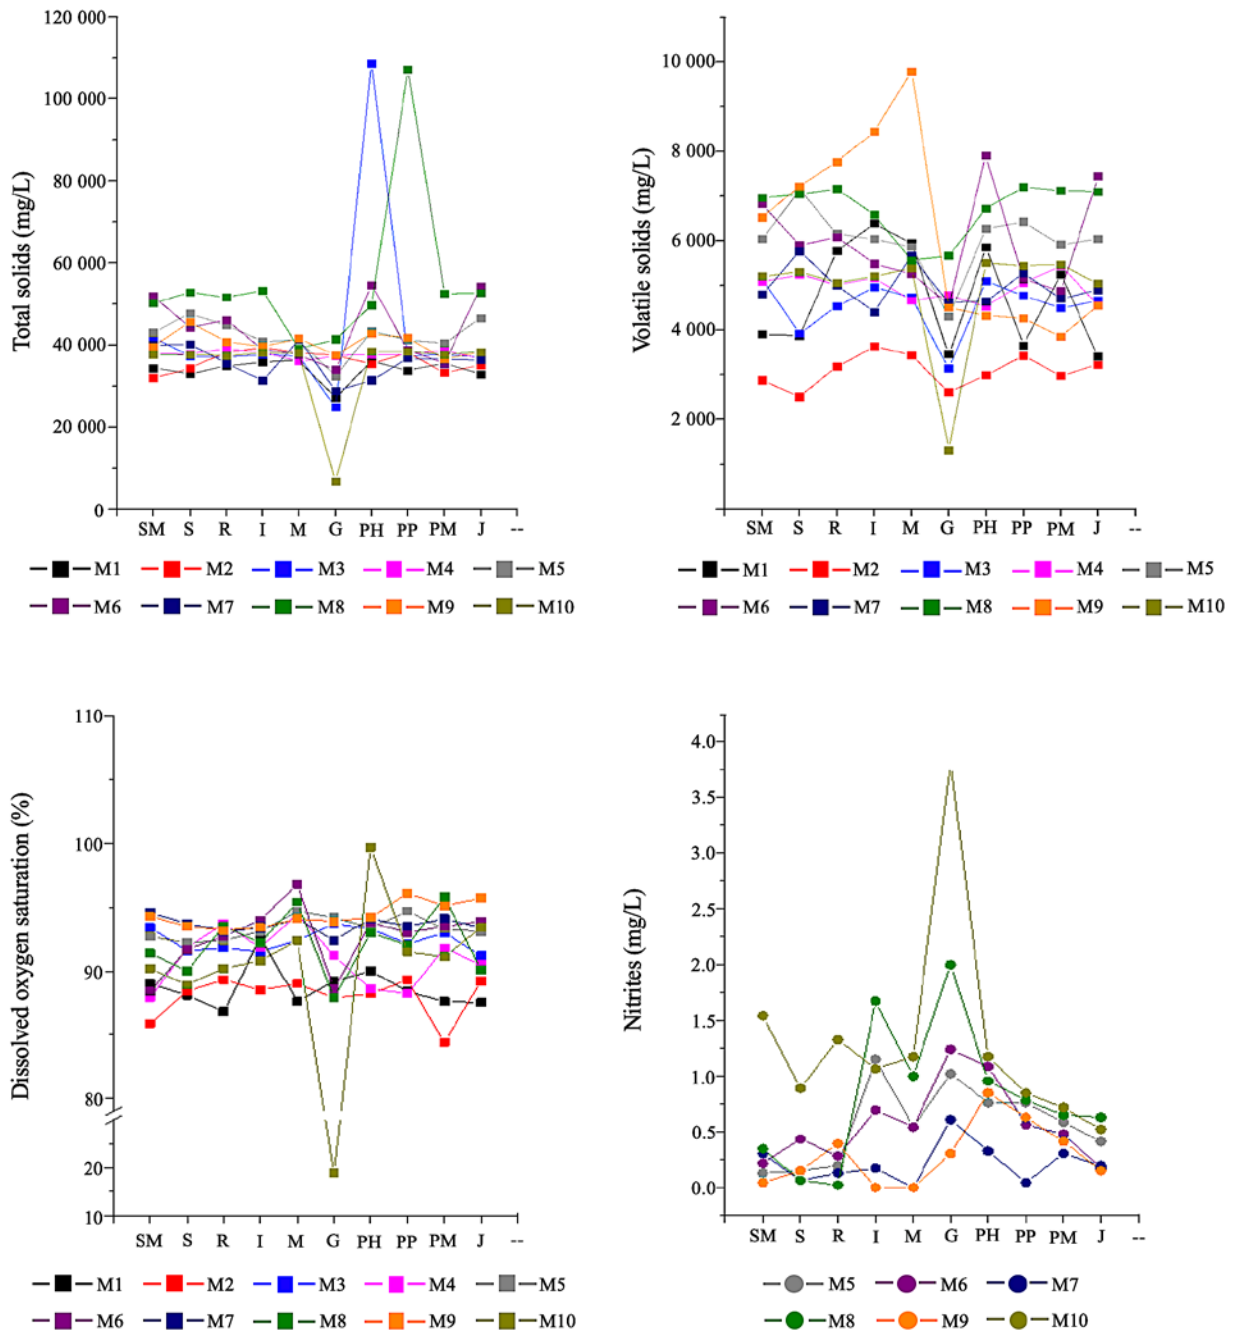 Total solids (mg/L)
120 000
100 000
80 000
60 000
40 000
20 000
0
SM S R I M G PH PP PM J --
M1 M2 M3 M4 M5
M6 M7 M8 M9 M10
Volatile solids (mg/L)
10 000
8 000
6 000
4 000
2 000
SM S R I M G PH PP PM J --
M1 M2 M3 M4 M5
M6 M7 M8 M9 M10
Dissolved oxygen saturation (%)
110
100
90
80
20
10
SM S R I M G PH PP PM J --
M1 M2 M3 M4 M5
M6 M7 M8 M9 M10
Nitrites (mg/L)
4.0
3.5
3.0
2.5
2.0
1.5
1.0
0.5
0.0
SM S R I M G PH PP PM J --
M5 M6 M7
M8 M9 M10